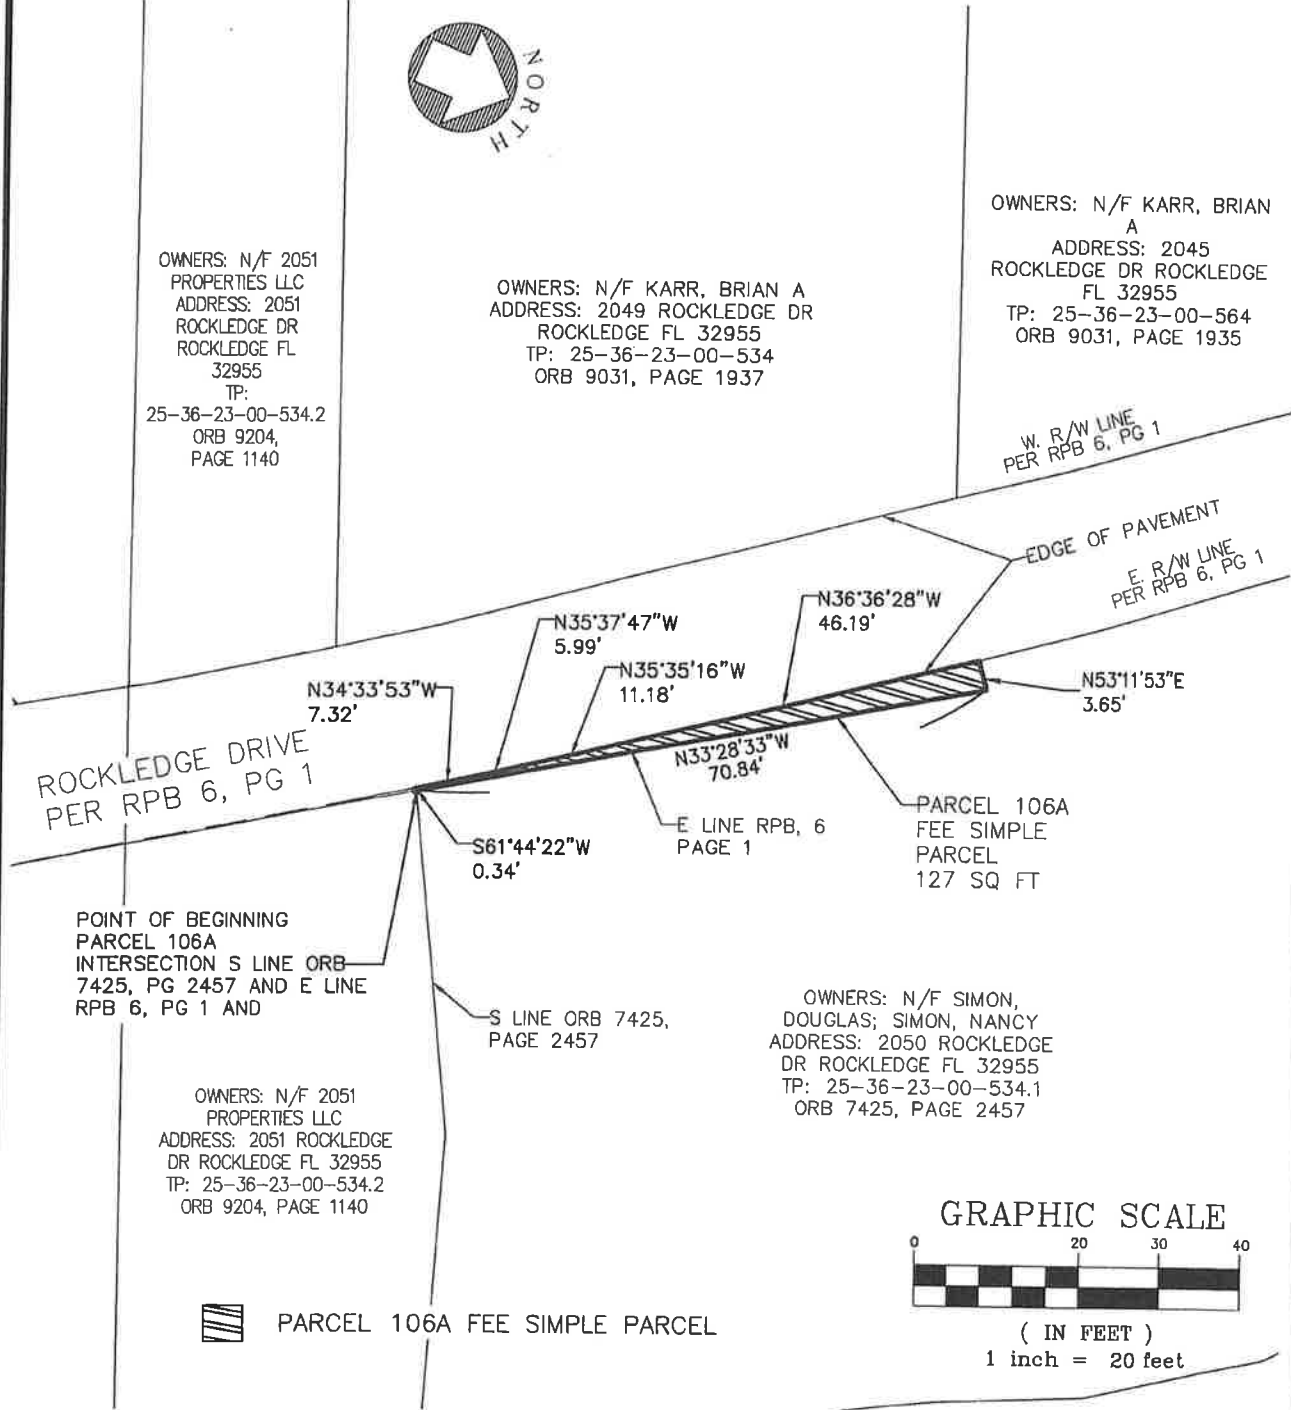 NORTH
OWNERS: N/F 2051
PROPERTIES LLC
ADDRESS: 2051
ROCKLEDGE DR
ROCKLEDGE FL
32955
TP:
25-36-23-00-534.2
ORB 9204,
PAGE 1140
OWNERS: N/F KARR, BRIAN A
ADDRESS: 2049 ROCKLEDGE DR
ROCKLEDGE FL 32955
TP: 25-36-23-00-534
ORB 9031, PAGE 1937
OWNERS: N/F KARR, BRIAN
A
ADDRESS: 2045
ROCKLEDGE DR ROCKLEDGE
FL 32955
TP: 25-36-23-00-564
ORB 9031, PAGE 1935
W. R/W LINE
PER RPB 6, PG 1
EDGE OF PAVEMENT
E. R/W LINE
PER RPB 6, PG 1
N36°36'28"W
46.19'
N35°37'47"W
5.99'
N35°35'16"W
11.18'
N34°33'53"W
7.32'
N53°11'53"E
3.65'
ROCKLEDGE DRIVE
PER RPB 6, PG 1
N33°28'33"W
70.84'
PARCEL 106A
FEE SIMPLE
PARCEL
127 SQ FT
E LINE RPB, 6
PAGE 1
S61°44'22"W
0.34'
POINT OF BEGINNING
PARCEL 106A
INTERSECTION S LINE ORB
7425, PG 2457 AND E LINE
RPB 6, PG 1 AND
S LINE ORB 7425,
PAGE 2457
OWNERS: N/F SIMON,
DOUGLAS; SIMON, NANCY
ADDRESS: 2050 ROCKLEDGE
DR ROCKLEDGE FL 32955
TP: 25-36-23-00-534.1
ORB 7425, PAGE 2457
OWNERS: N/F 2051
PROPERTIES LLC
ADDRESS: 2051 ROCKLEDGE
DR ROCKLEDGE FL 32955
TP: 25-36-23-00-534.2
ORB 9204, PAGE 1140
GRAPHIC SCALE
0 20 30 40
( IN FEET )
1 inch = 20 feet
PARCEL 106A FEE SIMPLE PARCEL